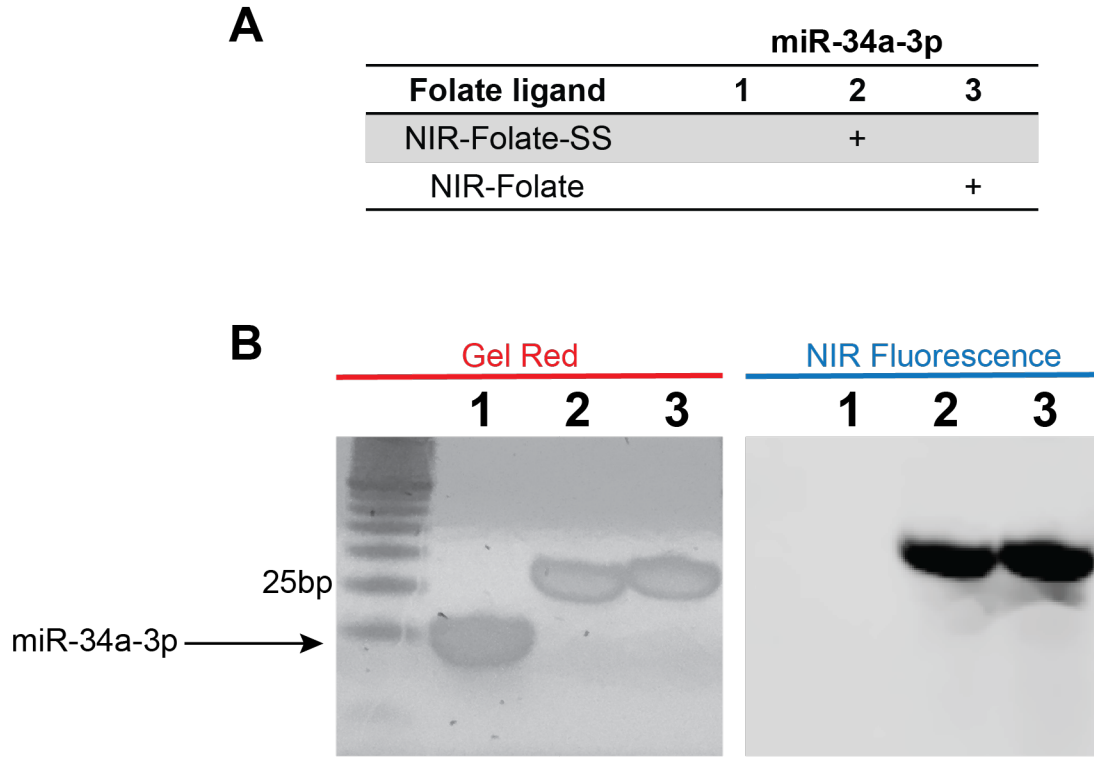 A
miR-34a-3p
Folate ligand 1 2 3
NIR-Folate-SS +
NIR-Folate +
B
Gel Red NIR Fluorescence
1 2 3 1 2 3
25bp
miR-34a-3p